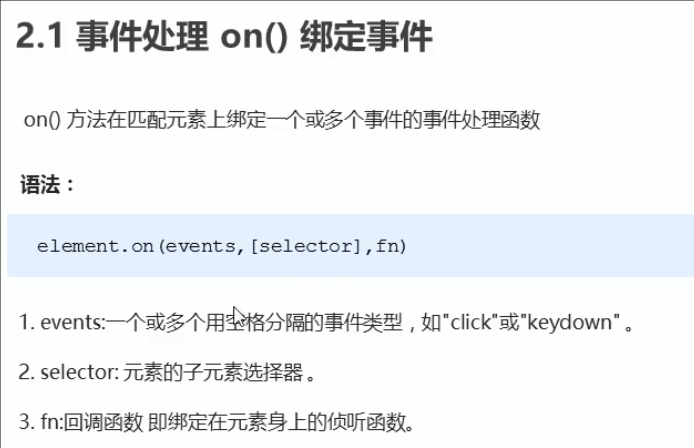 2.1 事件处理 on() 绑定事件
on() 方法在匹配元素上绑定一个或多个事件的事件处理函数
语法：
element.on(events,[selector],fn)
1. events:一个或多个用空格分隔的事件类型，如"click"或"keydown" 。
2. selector: 元素的子元素选择器 。
3. fn:回调函数 即绑定在元素身上的侦听函数。